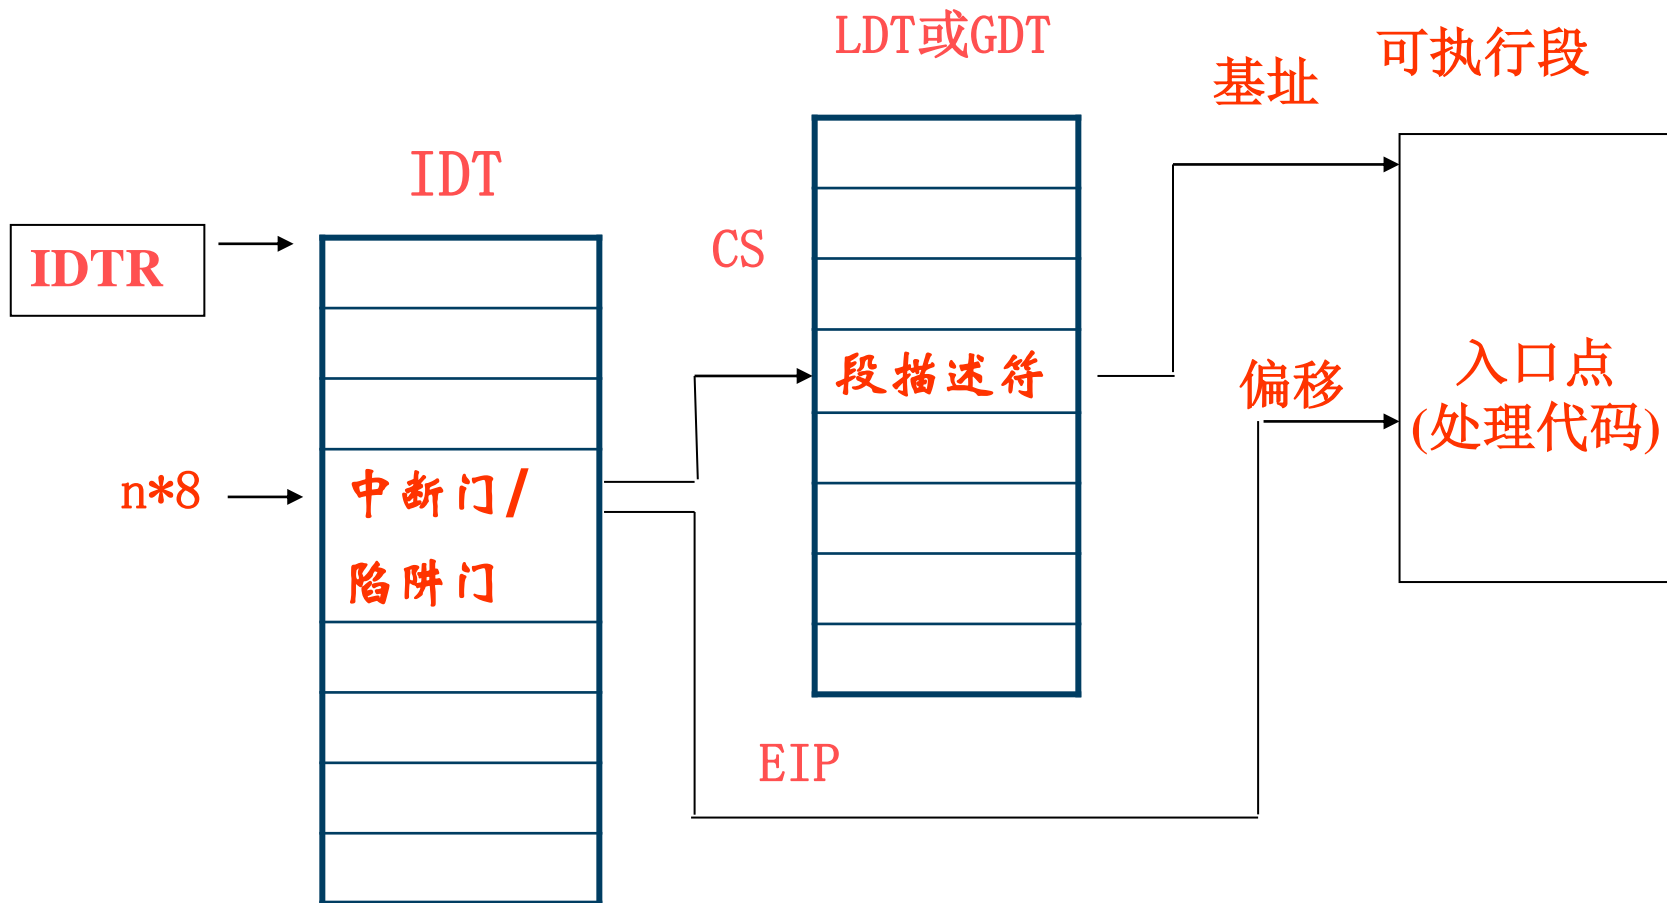 LDT或GDT
可执行段
基址
IDT
IDTR
CS
段描述符
偏移
入口点
(处理代码)
n*8
中断门/
陷阱门
EIP